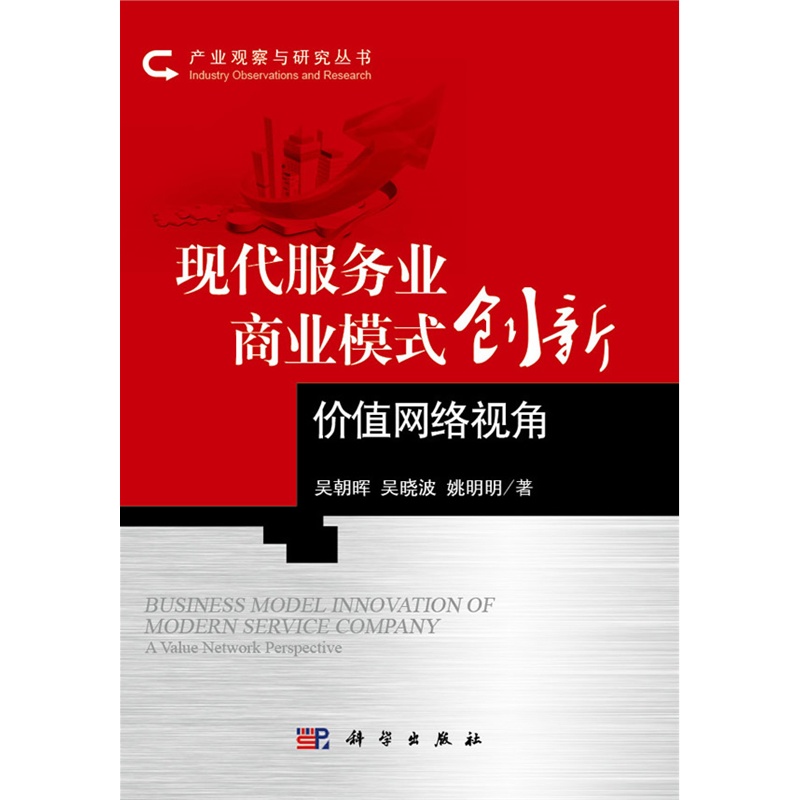 产业观察与研究丛书
Industry Observations and Research
现代服务业
商业模式创新
价值网络视角
吴朝晖 吴晓波 姚明明/著
BUSINESS MODEL INNOVATION OF
MODERN SERVICE COMPANY
A Value Network Perspective
科学出版社